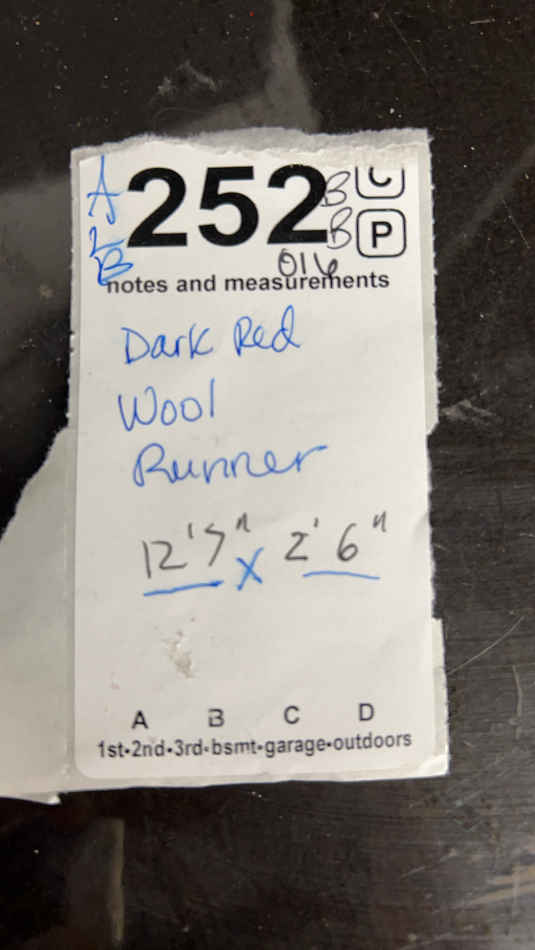 A 252 B C
2 B P
B 016
notes and measurements
Dark Red
Wool
Runner
12'7" x 2'6"
A B C D
1st-2nd-3rd-bsmt-garage-outdoors